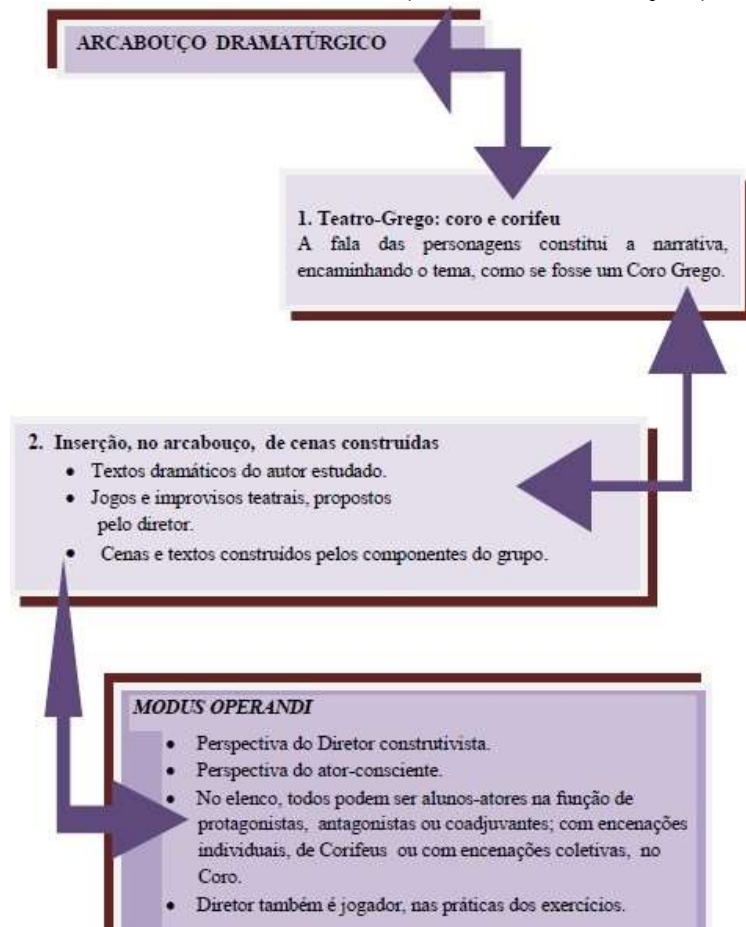 ARCABOUÇO DRAMATÚRGICO
1. Teatro-Grego: coro e corifeu
A fala das personagens constitui a narrativa,
encaminhando o tema, como se fosse um Coro Grego.
2. Inserção, no arcabouço, de cenas construídas
• Textos dramáticos do autor estudado.
• Jogos e improvisos teatrais, propostos
pelo diretor.
• Cenas e textos construídos pelos componentes do grupo.
MODUS OPERANDI
• Perspectiva do Diretor construtivista.
• Perspectiva do ator-consciente.
• No elenco, todos podem ser alunos-atores na função de
protagonistas, antagonistas ou coadjuvantes; com encenações
individuais, de Corifeus ou com encenações coletivas, no
Coro.
• Diretor também é jogador, nas práticas dos exercícios.